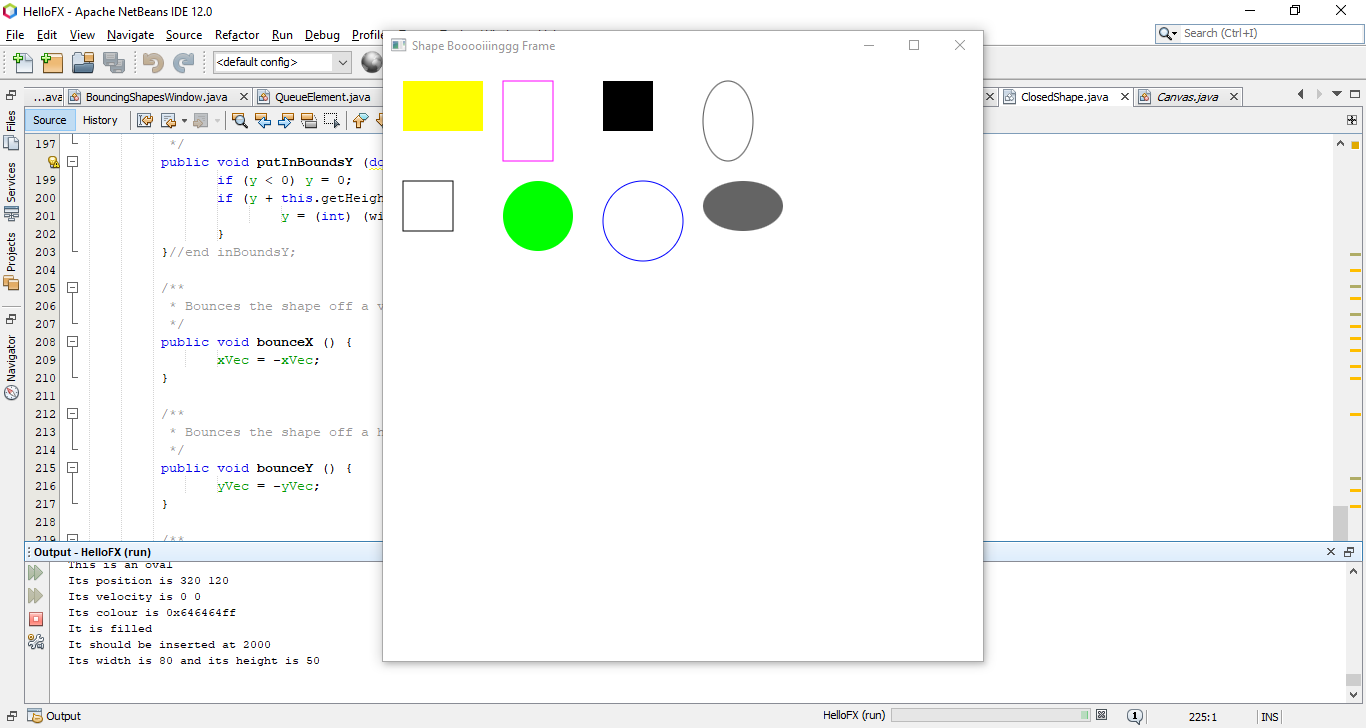 HelloFX - Apache NetBeans IDE 12.0
File Edit View Navigate Source Refactor Run Debug Profile
Search (Ctrl+I)
<default config>
Shape Booooiiinggg Frame
...ava BouncingShapesWindow.java QueueElement.java ClosedShape.java Canvas.java
Source History
Files
Services
Projects
Navigator
197 */
public void putInBoundsY (do
199 if (y < 0) y = 0;
200 if (y + this.getHeigh
201 y = (int) (wi
202 }
203 }//end inBoundsY;
204
205 /**
206 * Bounces the shape off a v
207 */
208 public void bounceX () {
209 xVec = -xVec;
210 }
211
212 /**
213 * Bounces the shape off a h
214 */
215 public void bounceY () {
216 yVec = -yVec;
217 }
218
219 /**
Output - HelloFX (run)
This is an oval
Its position is 320 120
Its velocity is 0 0
Its colour is 0x646464ff
It is filled
It should be inserted at 2000
Its width is 80 and its height is 50
Output HelloFX (run) 1 225:1 INS